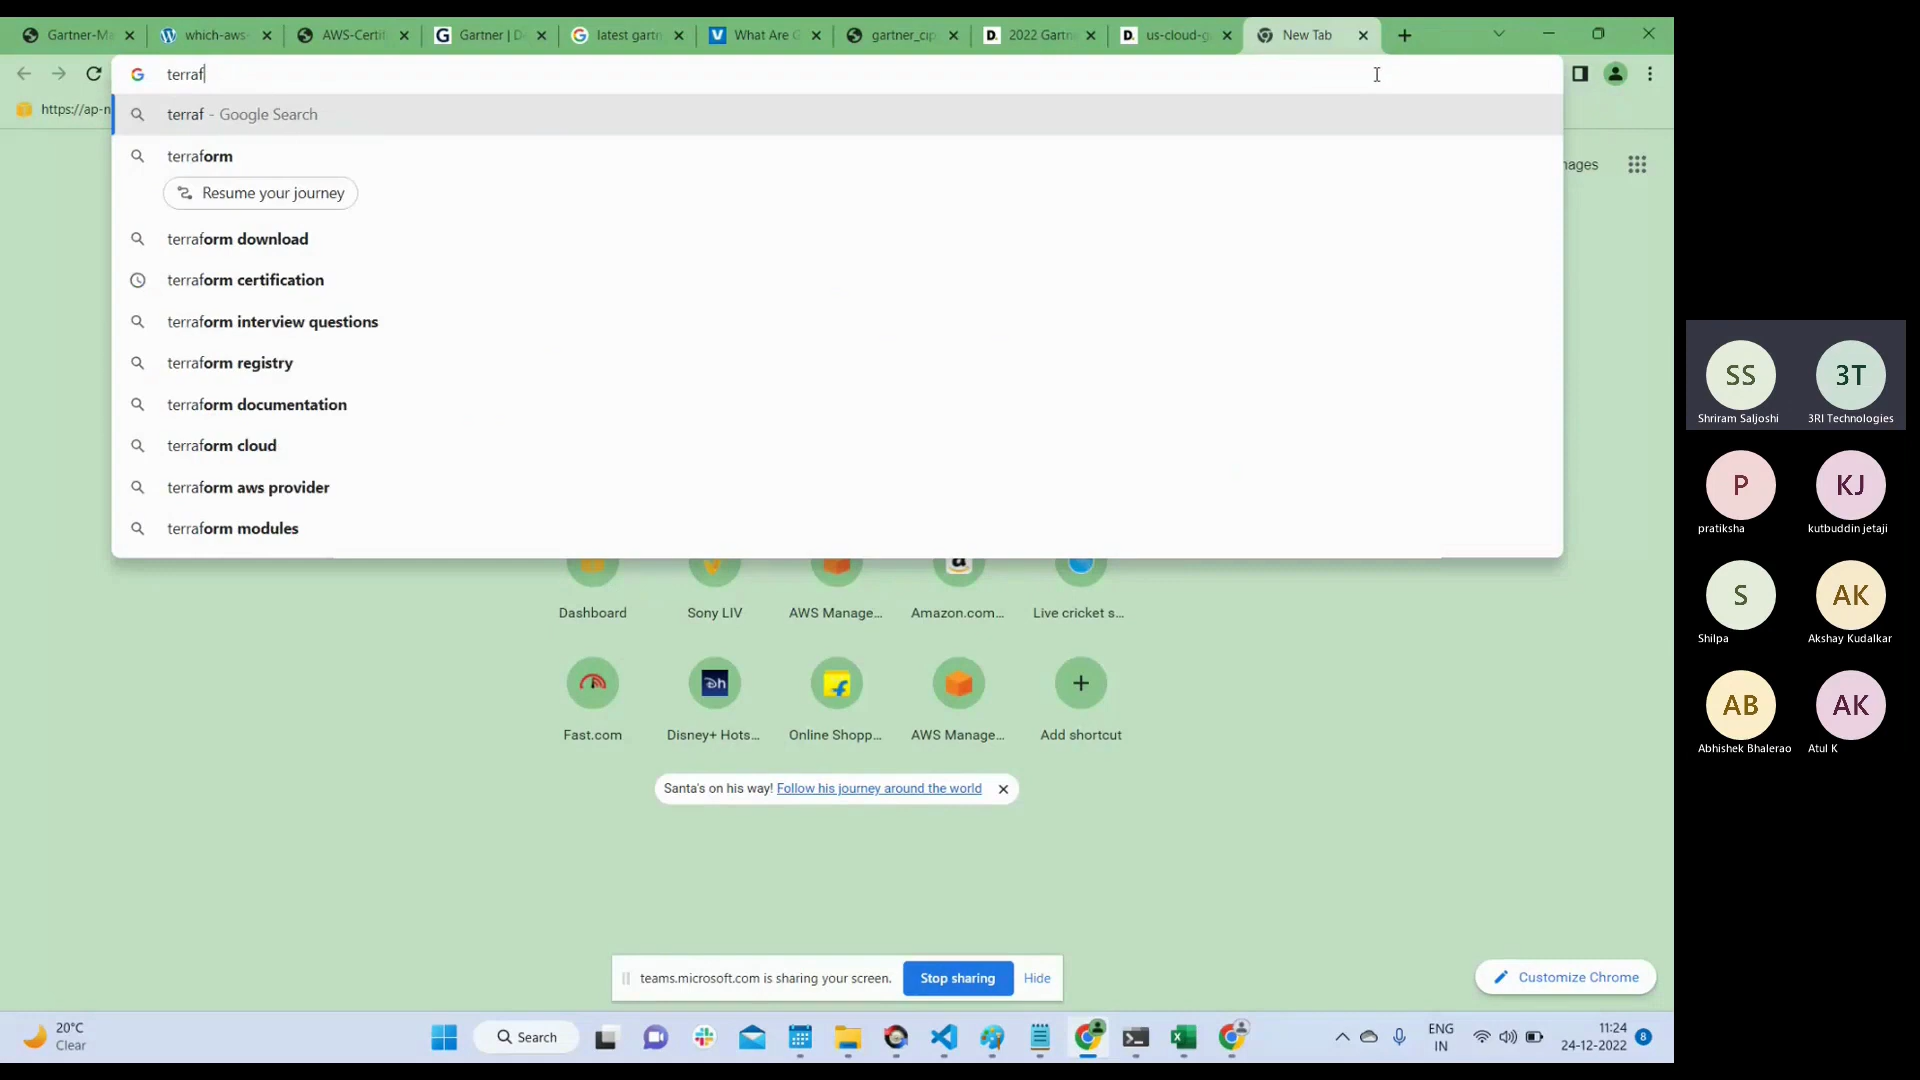 Gartner-Ma
which-aws-
AWS-Certif
Gartner | D
latest gartn
What Are G
gartner_cip
2022 Gartn
us-cloud-g
New Tab
terraf
https://ap-n
terraf - Google Search
terraform
Resume your journey
terraform download
terraform certification
terraform interview questions
terraform registry
terraform documentation
terraform cloud
terraform aws provider
terraform modules
nages
Dashboard
Sony LIV
AWS Manage...
Amazon.com...
Live cricket s...
Fast.com
Disney+ Hots...
Online Shopp...
AWS Manage...
Add shortcut
Santa's on his way! Follow his journey around the world
teams.microsoft.com is sharing your screen.
Stop sharing
Hide
Customize Chrome
20°C
Clear
Search
ENG
IN
11:24
24-12-2022
8
SS
Shriram Saljoshi
3T
3RI Technologies
P
pratiksha
KJ
kutbuddin jetaji
S
Shilpa
AK
Akshay Kudalkar
AB
Abhishek Bhalerao
AK
Atul K